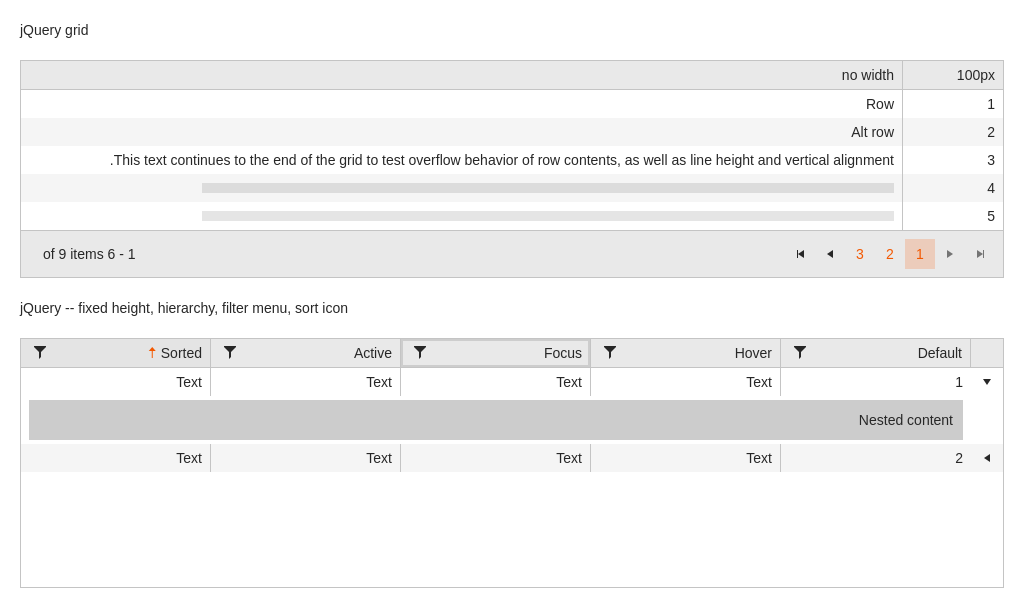 jQuery grid
no width 100px
Row 1
Alt row 2
.This text continues to the end of the grid to test overflow behavior of row contents, as well as line height and vertical alignment 3
4
5
of 9 items 6 - 1 3 2 1
jQuery -- fixed height, hierarchy, filter menu, sort icon
Sorted Active Focus Hover Default
Text Text Text Text 1
Nested content
Text Text Text Text 2